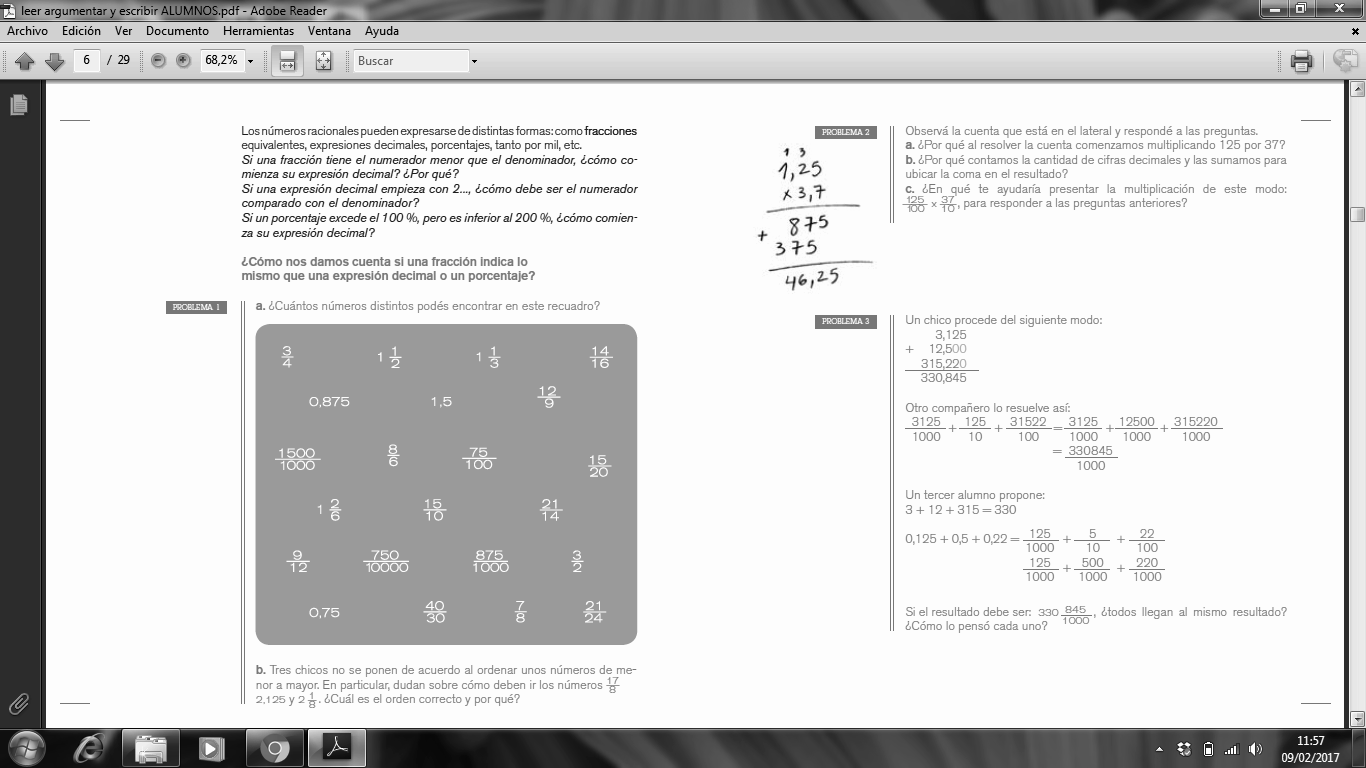 leer argumentar y escribir ALUMNOS.pdf - Adobe Reader
Archivo Edición Ver Documento Herramientas Ventana Ayuda
6 / 29 68,2% Buscar
Los números racionales pueden expresarse de distintas formas: como fracciones
equivalentes, expresiones decimales, porcentajes, tanto por mil, etc.
Si una fracción tiene el numerador menor que el denominador, ¿cómo co-
mienza su expresión decimal? ¿Por qué?
Si una expresión decimal empieza con 2..., ¿cómo debe ser el numerador
comparado con el denominador?
Si un porcentaje excede el 100 %, pero es inferior al 200 %, ¿cómo comien-
za su expresión decimal?
¿Cómo nos damos cuenta si una fracción indica lo
mismo que una expresión decimal o un porcentaje?
PROBLEMA 1
a. ¿Cuántos números distintos podés encontrar en este recuadro?
3/4 1 1/2 1 1/3 14/16
0,875 1,5 12/9
1500/1000 8/6 75/100 15/20
1 2/6 15/10 21/14
9/12 750/10000 875/1000 3/2
0,75 40/30 7/8 21/24
b. Tres chicos no se ponen de acuerdo al ordenar unos números de me-
nor a mayor. En particular, dudan sobre cómo deben ir los números 17/8
2,125 y 2 1/8. ¿Cuál es el orden correcto y por qué?
PROBLEMA 2
1 3
1,25
x 3,7
875
+
375
46,25
Observá la cuenta que está en el lateral y respondé a las preguntas.
a. ¿Por qué al resolver la cuenta comenzamos multiplicando 125 por 37?
b. ¿Por qué contamos la cantidad de cifras decimales y las sumamos para
ubicar la coma en el resultado?
c. ¿En qué te ayudaría presentar la multiplicación de este modo:
125/100 x 37/10, para responder a las preguntas anteriores?
PROBLEMA 3
Un chico procede del siguiente modo:
3,125
+ 12,500
315,220
330,845
Otro compañero lo resuelve así:
3125/1000 + 125/10 + 31522/100 = 3125/1000 + 12500/1000 + 315220/1000
= 330845/1000
Un tercer alumno propone:
3 + 12 + 315 = 330
0,125 + 0,5 + 0,22 = 125/1000 + 5/10 + 22/100
125/1000 + 500/1000 + 220/1000
Si el resultado debe ser: 330 845/1000, ¿todos llegan al mismo resultado?
¿Cómo lo pensó cada uno?
11:57
09/02/2017